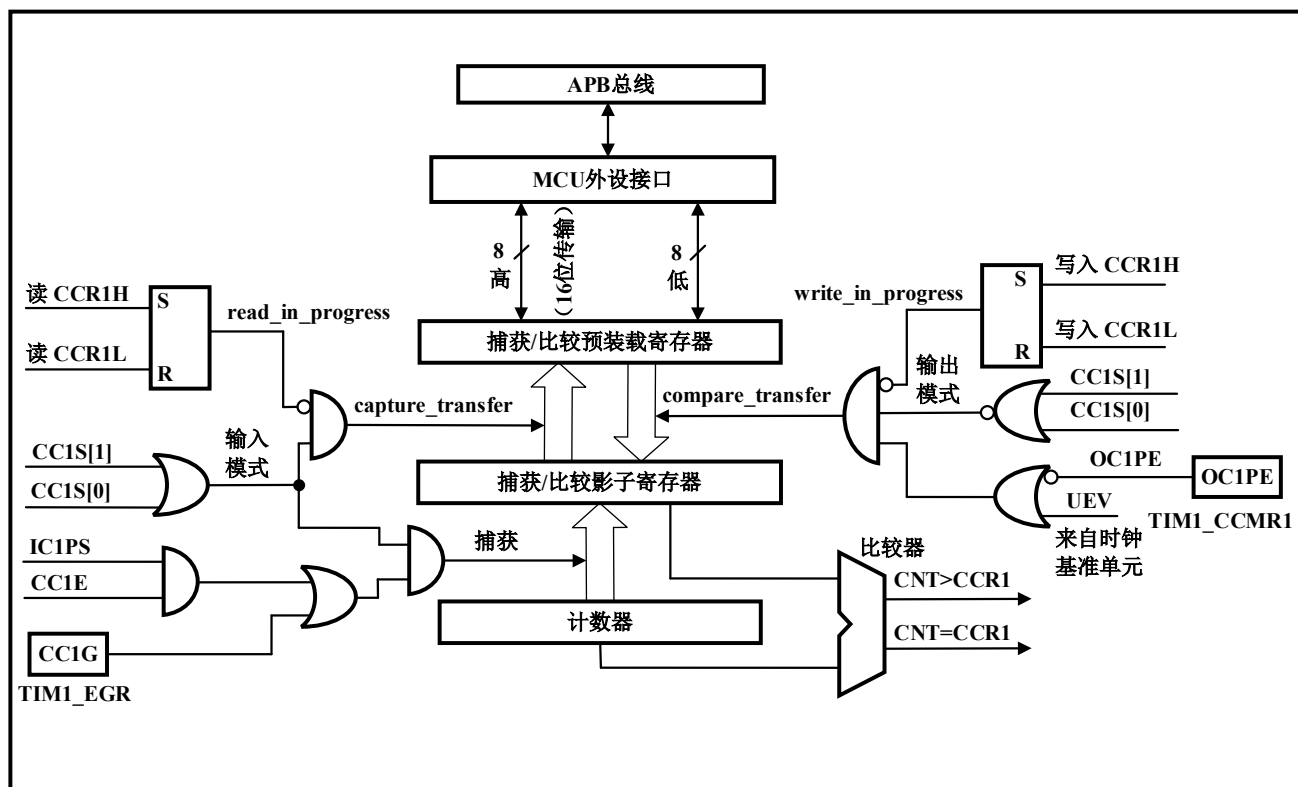 APB总线
MCU外设接口
8
高
(16位传输)
8
低
读 CCR1H
读 CCR1L
S
R
read_in_progress
write_in_progress
S
R
写入 CCR1H
写入 CCR1L
捕获/比较预装载寄存器
capture_transfer
compare_transfer
输出
模式
CC1S[1]
CC1S[0]
CC1S[1]
CC1S[0]
输入
模式
捕获/比较影子寄存器
OC1PE
OC1PE
UEV
TIM1_CCMR1
来自时钟
基准单元
IC1PS
CC1E
捕获
比较器
CNT>CCR1
CNT=CCR1
计数器
CC1G
TIM1_EGR